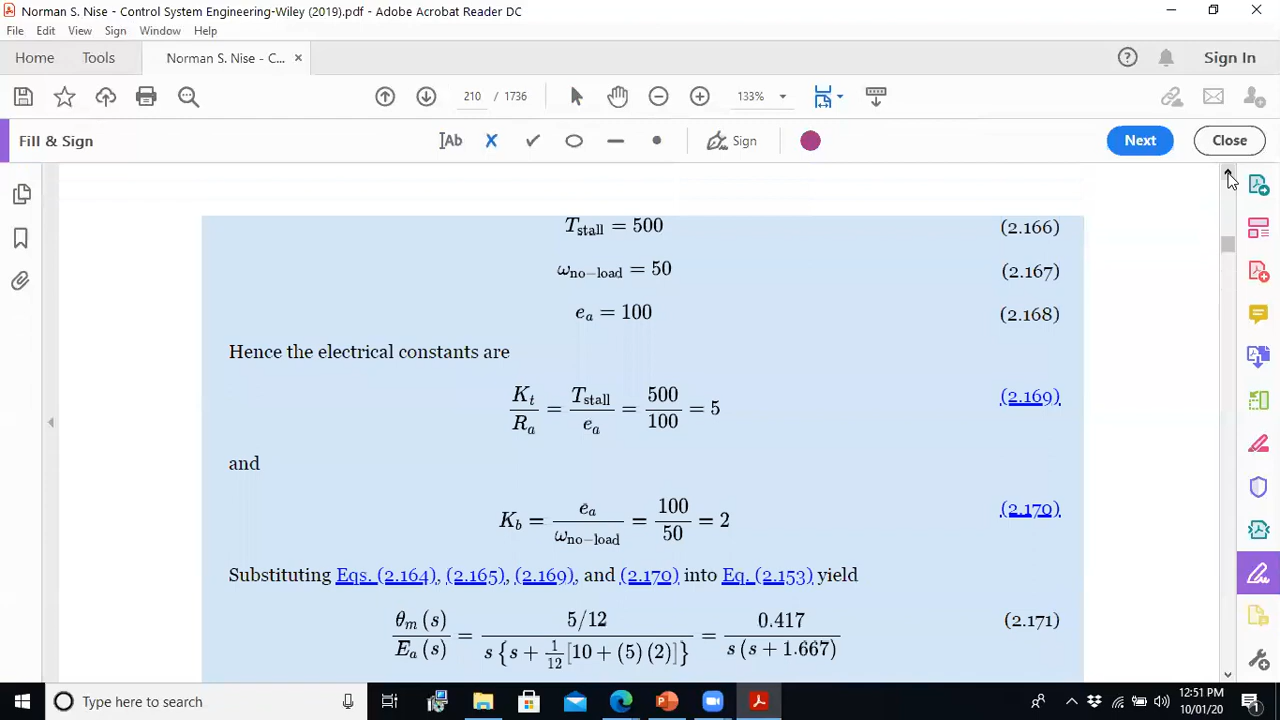 Norman S. Nise - Control System Engineering-Wiley (2019).pdf - Adobe Acrobat Reader DC
File Edit View Sign Window Help
Home Tools Norman S. Nise - C... × Sign In
210 / 1736 133%
Fill & Sign Ab Sign Next Close
T_stall = 500 (2.166)
ω_no−load = 50 (2.167)
e_a = 100 (2.168)
Hence the electrical constants are
K_t/R_a = T_stall/e_a = 500/100 = 5 (2.169)
and
K_b = e_a/ω_no−load = 100/50 = 2 (2.170)
Substituting Eqs. (2.164), (2.165), (2.169), and (2.170) into Eq. (2.153) yield
θ_m (s)/E_a (s) = 5/12 / s{s + 1/12 [10 + (5) (2)]} = 0.417 / s (s + 1.667) (2.171)
Type here to search
12:51 PM
10/01/20
1